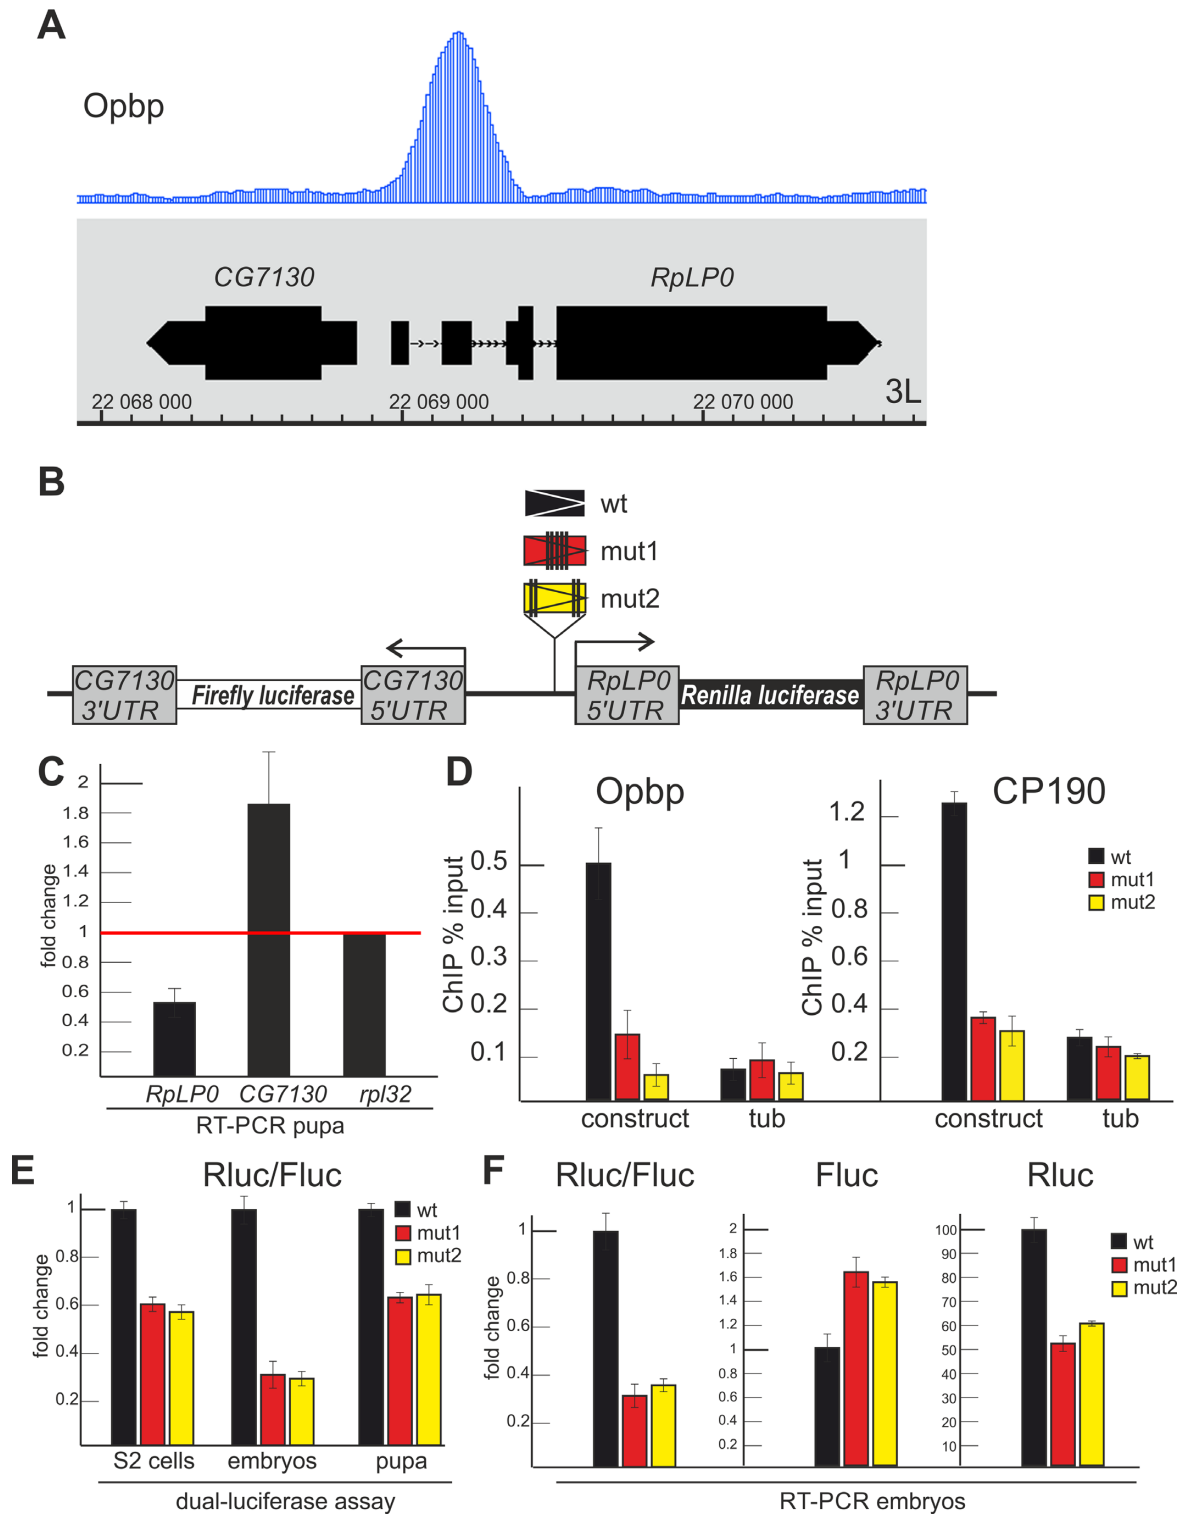 A
Opbp
CG7130 RpLP0
22 068 000 22 069 000 22 070 000 3L
B
wt
mut1
mut2
CG7130 3'UTR
Firefly luciferase
CG7130 5'UTR
RpLP0 5'UTR
Renilla luciferase
RpLP0 3'UTR
C
fold change
2
1.8
1.6
1.4
1.2
1
0.8
0.6
0.4
0.2
RpLP0 CG7130 rpl32
RT-PCR pupa
D
Opbp
ChIP % input
0.5
0.4
0.3
0.2
0.1
construct tub
CP190
ChIP % input
1.2
1
0.8
0.6
0.4
0.2
wt
mut1
mut2
construct tub
E
Rluc/Fluc
fold change
1
0.8
0.6
0.4
0.2
wt
mut1
mut2
S2 cells embryos pupa
dual-luciferase assay
F
Rluc/Fluc
fold change
1
0.8
0.6
0.4
0.2
Fluc
2
1.8
1.6
1.4
1.2
1
0.8
0.6
0.4
0.2
Rluc
100
90
80
70
60
50
40
30
20
10
wt
mut1
mut2
RT-PCR embryos